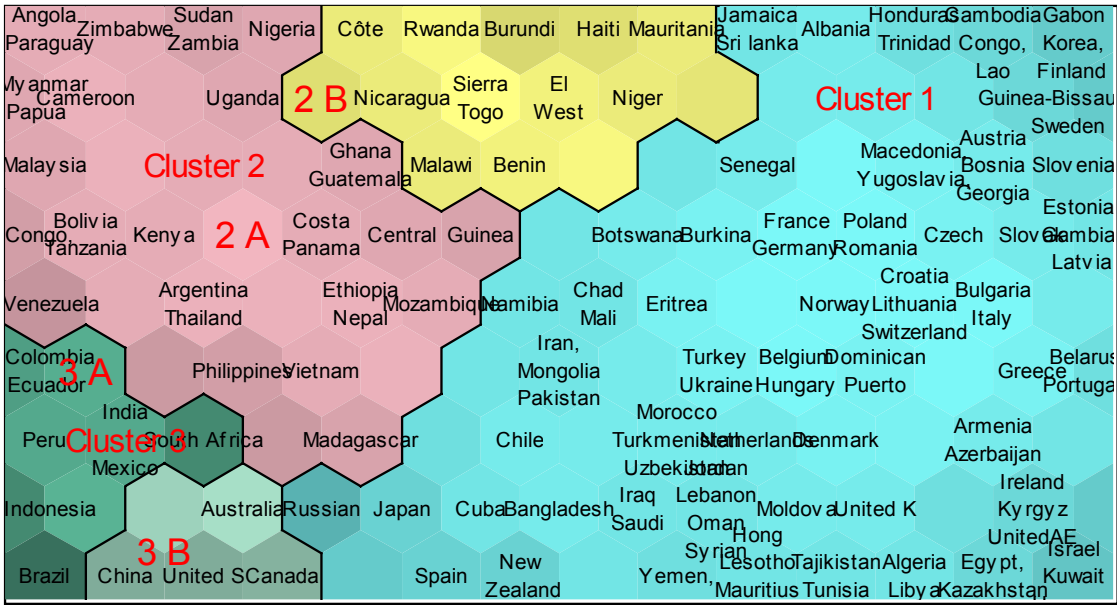 Angola
Paraguay
Zimbabwe
Sudan
Zambia
Nigeria
Côte
Rwanda
Burundi
Haiti
Mauritania
Jamaica
Sri lanka
Albania
Honduras
Trinidad
Cambodia
Congo,
Gabon
Korea,
Myanmar
Papua
Cameroon
Uganda
2 B
Nicaragua
Sierra
Togo
El
West
Niger
Cluster 1
Lao
Guinea-Bissau
Finland
Sweden
Malaysia
Cluster 2
Ghana
Guatemala
Malawi
Benin
Senegal
Macedonia,
Yugoslavia,
Austria
Bosnia
Georgia
Slovenia
Congo,
Bolivia
Tanzania
Kenya
2 A
Costa
Panama
Central
Guinea
Botswana
Burkina
France
Germany
Poland
Romania
Czech
Slovak
Estonia
Gambia
Latvia
Venezuela
Argentina
Thailand
Ethiopia
Nepal
Mozambique
Namibia
Chad
Mali
Eritrea
Norway
Croatia
Lithuania
Switzerland
Bulgaria
Italy
Colombia
Ecuador
3 A
Philippines
Vietnam
Iran,
Mongolia
Pakistan
Turkey
Ukraine
Belgium
Hungary
Dominican
Puerto
Greece
Belarus
Portugal
Peru
Cluster 3
India
Mexico
South Africa
Madagascar
Chile
Morocco
Turkmenistan
Uzbekistan
Netherlands
Jordan
Denmark
Armenia
Azerbaijan
Indonesia
Australia
Russian
Japan
Cuba
Bangladesh
Iraq
Saudi
Lebanon
Oman
Syrian
Hong
Moldova
United K
Ireland
Kyrgyz
UnitedAE
Brazil
3 B
China
United S
Canada
Spain
New
Zealand
Yemen,
Lesotho
Mauritius
Tajikistan
Tunisia
Algeria
Libya
Egypt,
Kazakhstan
Israel
Kuwait